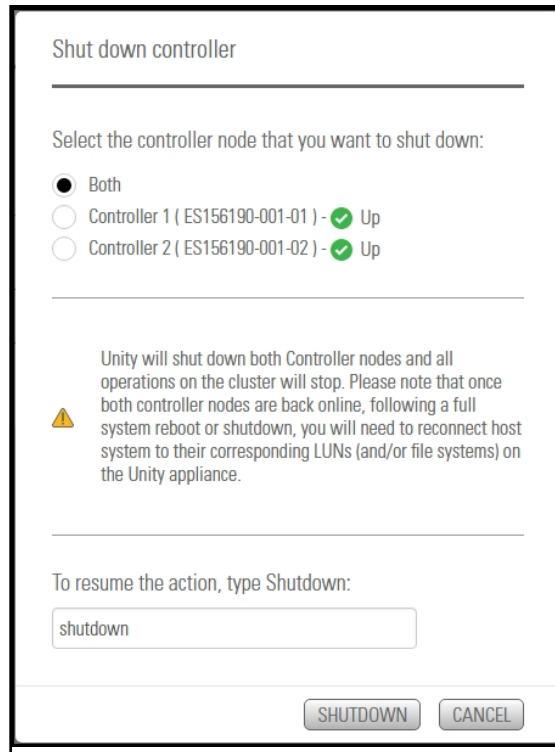 Shut down controller
Select the controller node that you want to shut down:
Both
Controller 1 ( ES156190-001-01 ) - Up
Controller 2 ( ES156190-001-02 ) - Up
Unity will shut down both Controller nodes and all
operations on the cluster will stop. Please note that once
both controller nodes are back online, following a full
system reboot or shutdown, you will need to reconnect host
system to their corresponding LUNs (and/or file systems) on
the Unity appliance.
To resume the action, type Shutdown:
shutdown
SHUTDOWN CANCEL